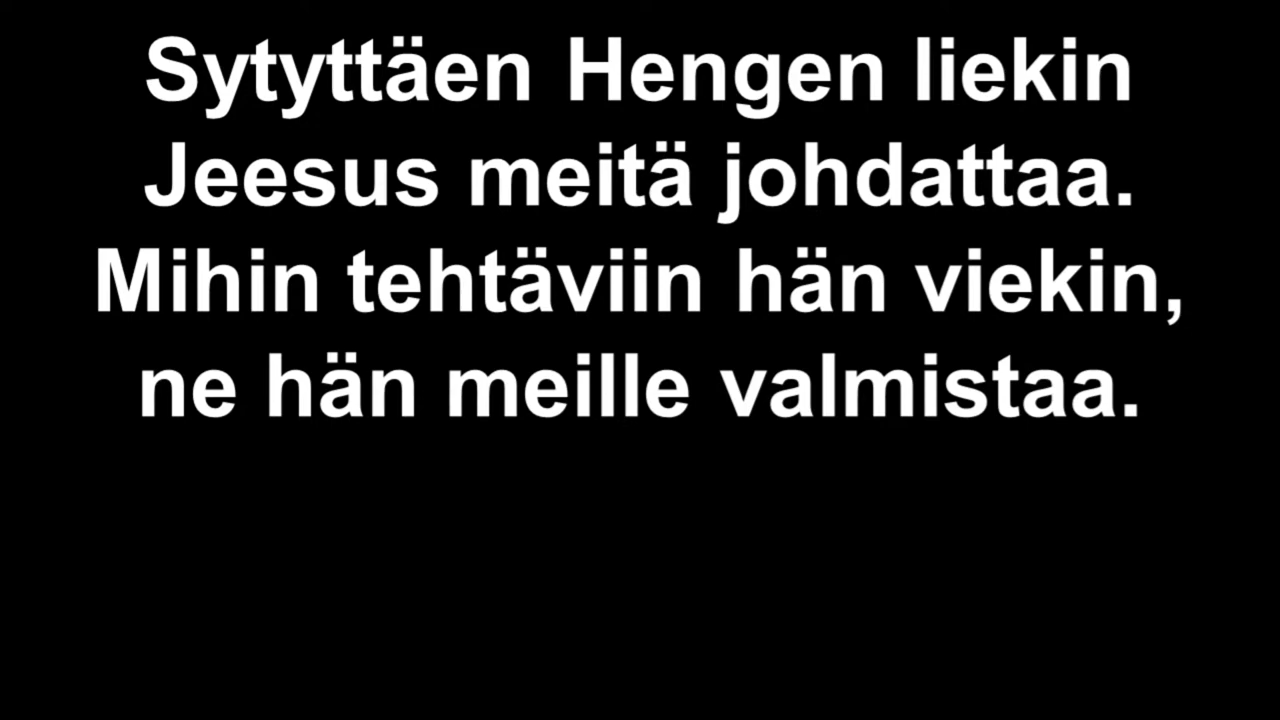 Sytyttäen Hengen liekin
Jeesus meitä johdattaa.
Mihin tehtäviin hän viekin,
ne hän meille valmistaa.